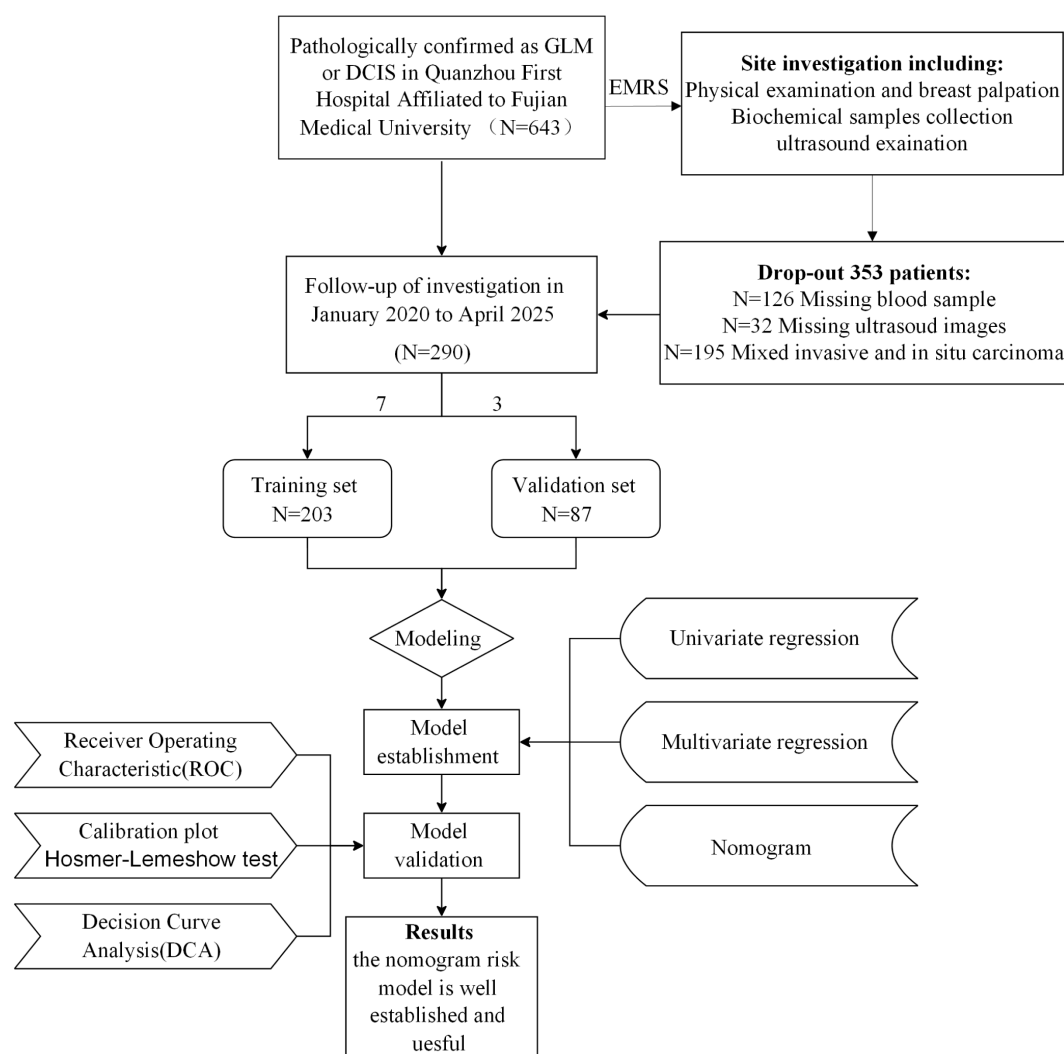 Pathologically confirmed as GLM
or DCIS in Quanzhou First
Hospital Affiliated to Fujian
Medical University （N=643）
EMRS
Site investigation including:
Physical examination and breast palpation
Biochemical samples collection
ultrasound exaination
Drop-out 353 patients:
N=126 Missing blood sample
N=32 Missing ultrasoud images
N=195 Mixed invasive and in situ carcinoma
Follow-up of investigation in
January 2020 to April 2025
(N=290)
7
3
Training set
N=203
Validation set
N=87
Modeling
Univariate regression
Model
establishment
Multivariate regression
Nomogram
Receiver Operating
Characteristic(ROC)
Calibration plot
Hosmer-Lemeshow test
Decision Curve
Analysis(DCA)
Model
validation
Results
the nomogram risk
model is well
established and
uesful